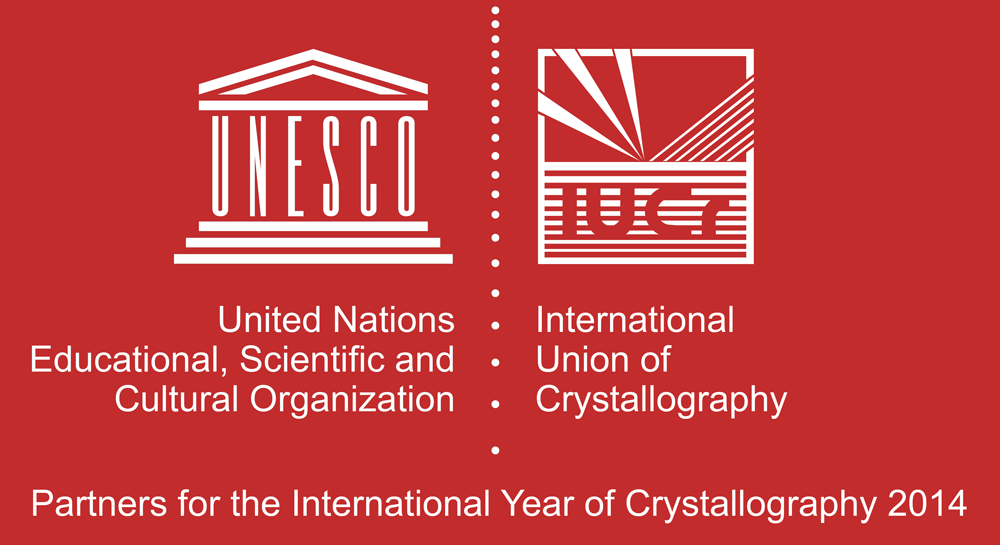 UNESCO
United Nations
Educational, Scientific and
Cultural Organization
IUCr
International
Union of
Crystallography
Partners for the International Year of Crystallography 2014